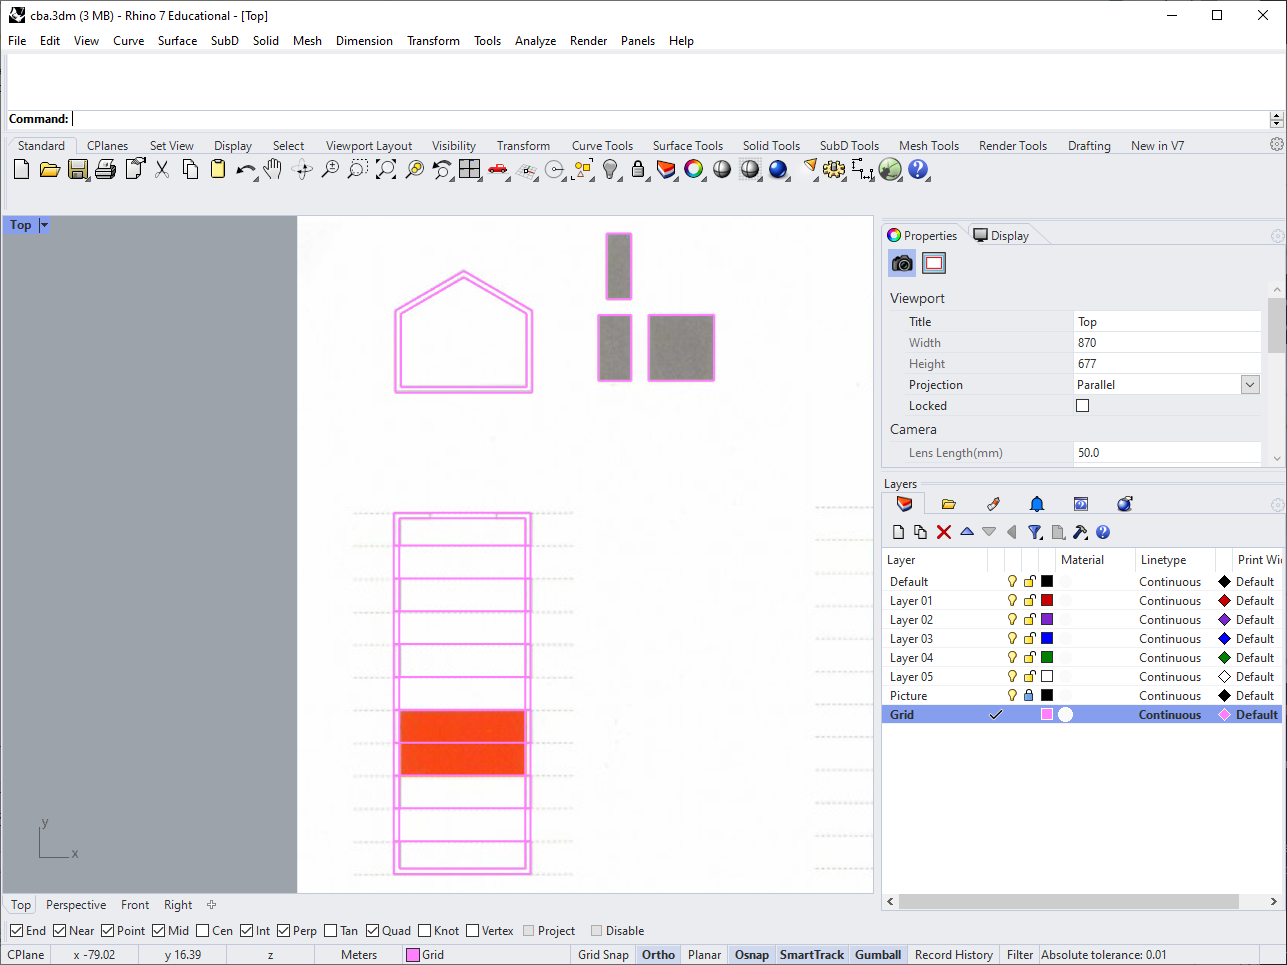 cba.3dm (3 MB) - Rhino 7 Educational - [Top]
File Edit View Curve Surface SubD Solid Mesh Dimension Transform Tools Analyze Render Panels Help
Command:
Standard CPlanes Set View Display Select Viewport Layout Visibility Transform Curve Tools Surface Tools Solid Tools SubD Tools Mesh Tools Render Tools Drafting New in V7
Top
Properties Display
Viewport
Title Top
Width 870
Height 677
Projection Parallel
Locked
Camera
Lens Length(mm) 50.0
Layers
Layer Material Linetype Print Wi
Default Continuous Default
Layer 01 Continuous Default
Layer 02 Continuous Default
Layer 03 Continuous Default
Layer 04 Continuous Default
Layer 05 Continuous Default
Picture Continuous Default
Grid Continuous Default
y
x
Top Perspective Front Right
End Near Point Mid Cen Int Perp Tan Quad Knot Vertex Project Disable
CPlane x -79.02 y 16.39 z Meters Grid Grid Snap Ortho Planar Osnap SmartTrack Gumball Record History Filter Absolute tolerance: 0.01